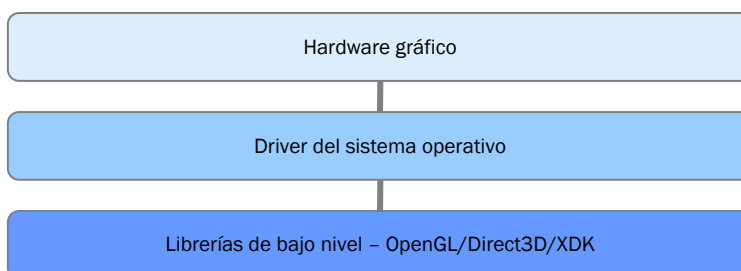 Hardware gráfico
Driver del sistema operativo
Librerías de bajo nivel – OpenGL/Direct3D/XDK